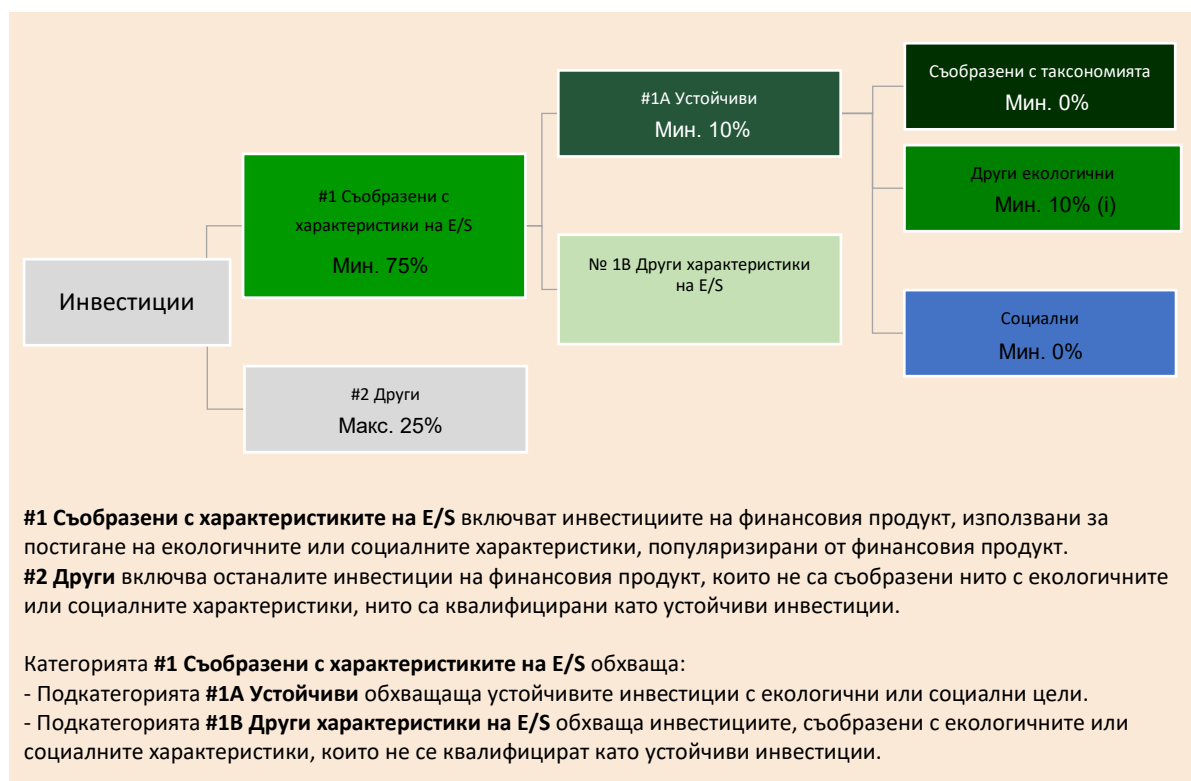 Инвестиции
#1 Съобразени с
характеристики на E/S
Мин. 75%
#2 Други
Макс. 25%
#1A Устойчиви
Мин. 10%
№ 1B Други характеристики
на E/S
Съобразени с таксономията
Мин. 0%
Други екологични
Мин. 10% (i)
Социални
Мин. 0%
#1 Съобразени с характеристиките на E/S включват инвестициите на финансовия продукт, използвани за
постигане на екологичните или социалните характеристики, популяризирани от финансовия продукт.
#2 Други включва останалите инвестиции на финансовия продукт, които не са съобразени нито с екологичните
или социалните характеристики, нито са квалифицирани като устойчиви инвестиции.
Категорията #1 Съобразени с характеристиките на E/S обхваща:
- Подкатегорията #1A Устойчиви обхващаща устойчивите инвестиции с екологични или социални цели.
- Подкатегорията #1B Други характеристики на E/S обхваща инвестициите, съобразени с екологичните или
социалните характеристики, които не се квалифицират като устойчиви инвестиции.